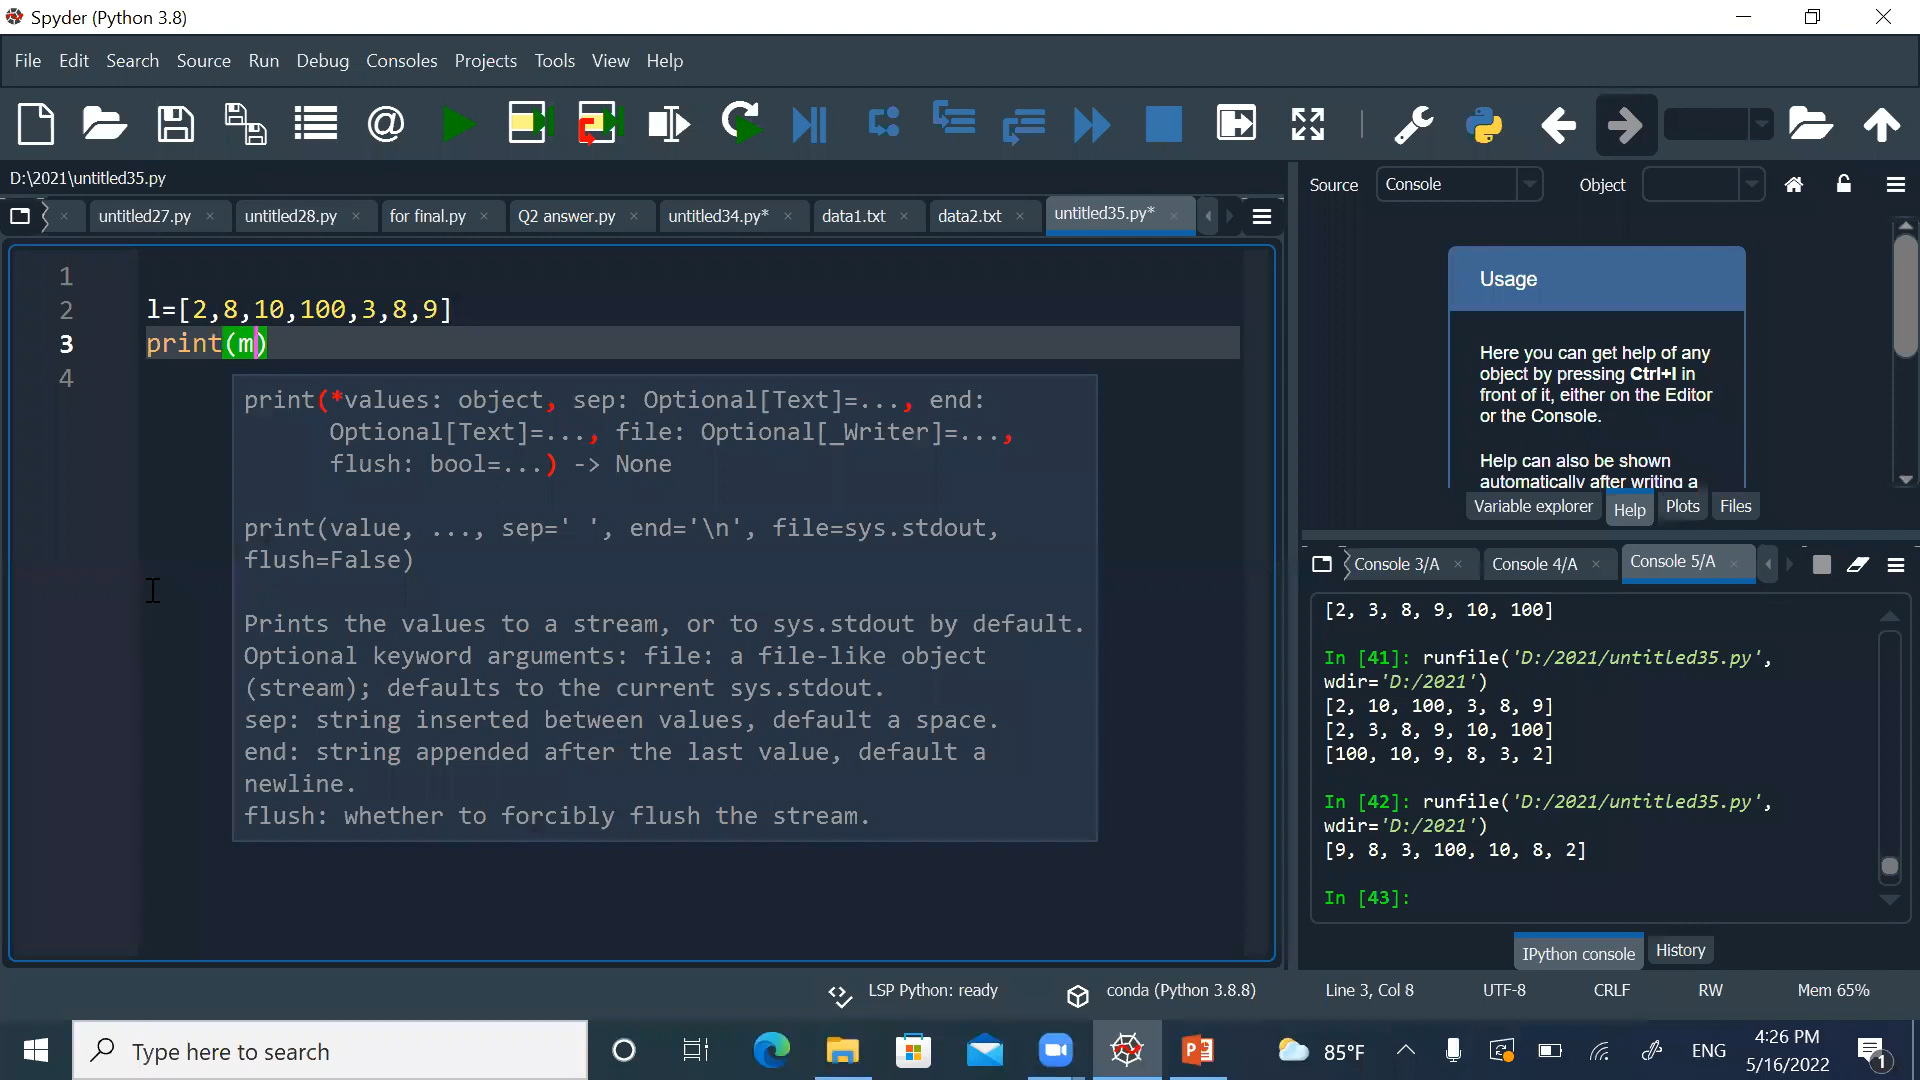 Spyder (Python 3.8)
File Edit Search Source Run Debug Consoles Projects Tools View Help
D:\2021\untitled35.py
untitled27.py untitled28.py for final.py Q2 answer.py untitled34.py* data1.txt data2.txt untitled35.py*
1
2 l=[2,8,10,100,3,8,9]
3 print(m)
4
print(*values: object, sep: Optional[Text]=..., end:
Optional[Text]=..., file: Optional[_Writer]=...,
flush: bool=...) -> None
print(value, ..., sep=' ', end='\n', file=sys.stdout,
flush=False)
Prints the values to a stream, or to sys.stdout by default.
Optional keyword arguments: file: a file-like object
(stream); defaults to the current sys.stdout.
sep: string inserted between values, default a space.
end: string appended after the last value, default a
newline.
flush: whether to forcibly flush the stream.
Source Console Object
Usage
Here you can get help of any
object by pressing Ctrl+I in
front of it, either on the Editor
or the Console.
Help can also be shown
automatically after writing a
Variable explorer Help Plots Files
Console 3/A Console 4/A Console 5/A
[2, 3, 8, 9, 10, 100]
In [41]: runfile('D:/2021/untitled35.py',
wdir='D:/2021')
[2, 10, 100, 3, 8, 9]
[2, 3, 8, 9, 10, 100]
[100, 10, 9, 8, 3, 2]
In [42]: runfile('D:/2021/untitled35.py',
wdir='D:/2021')
[9, 8, 3, 100, 10, 8, 2]
In [43]:
IPython console History
LSP Python: ready conda (Python 3.8.8) Line 3, Col 8 UTF-8 CRLF RW Mem 65%
Type here to search
85°F
ENG
4:26 PM
5/16/2022
1